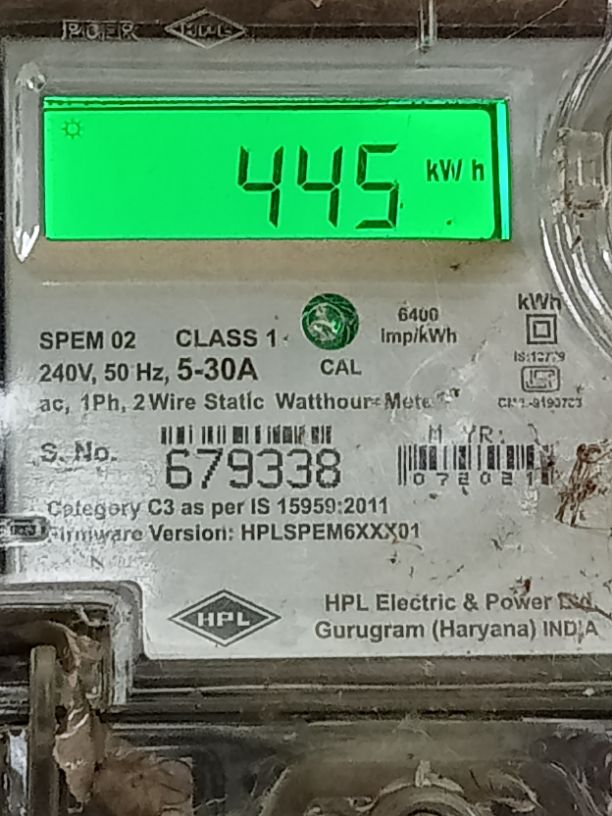 HPL
445 kWh
6400
Imp/kWh
kWh
SPEM 02 CLASS 1
CAL
240V, 50 Hz, 5-30A
ac, 1Ph, 2 Wire Static Watthour Meter
S. No.
679338
M YR:
072021
Category C3 as per IS 15959:2011
Firmware Version: HPLSPEM6XXX01
HPL
HPL Electric & Power Ltd.
Gurugram (Haryana) INDIA